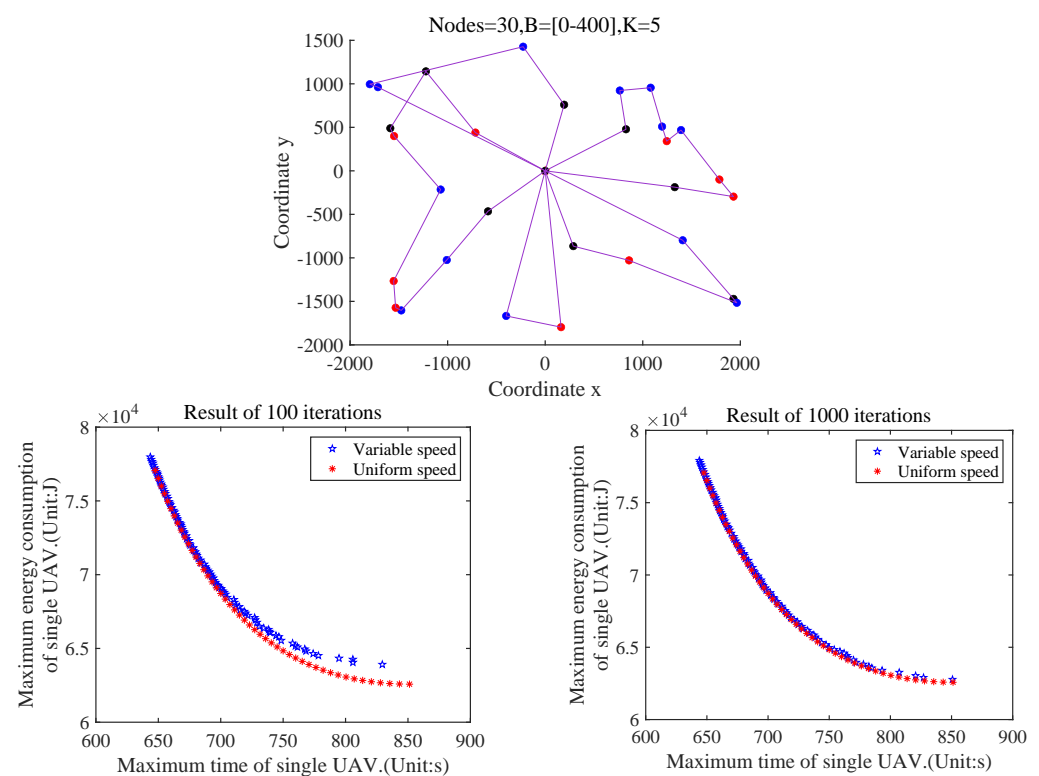 Nodes=30,B=[0-400],K=5
1500
1000
500
0
-500
-1000
-1500
-2000
Coordinate y
-2000 -1000 0 1000 2000
Coordinate x
Result of 100 iterations
×10^4
8
7.5
7
6.5
6
Maximum energy consumption
of single UAV.(Unit:J)
Variable speed
Uniform speed
600 650 700 750 800 850 900
Maximum time of single UAV.(Unit:s)
Result of 1000 iterations
×10^4
8
7.5
7
6.5
6
Maximum energy consumption
of single UAV.(Unit:J)
Variable speed
Uniform speed
600 650 700 750 800 850 900
Maximum time of single UAV.(Unit:s)